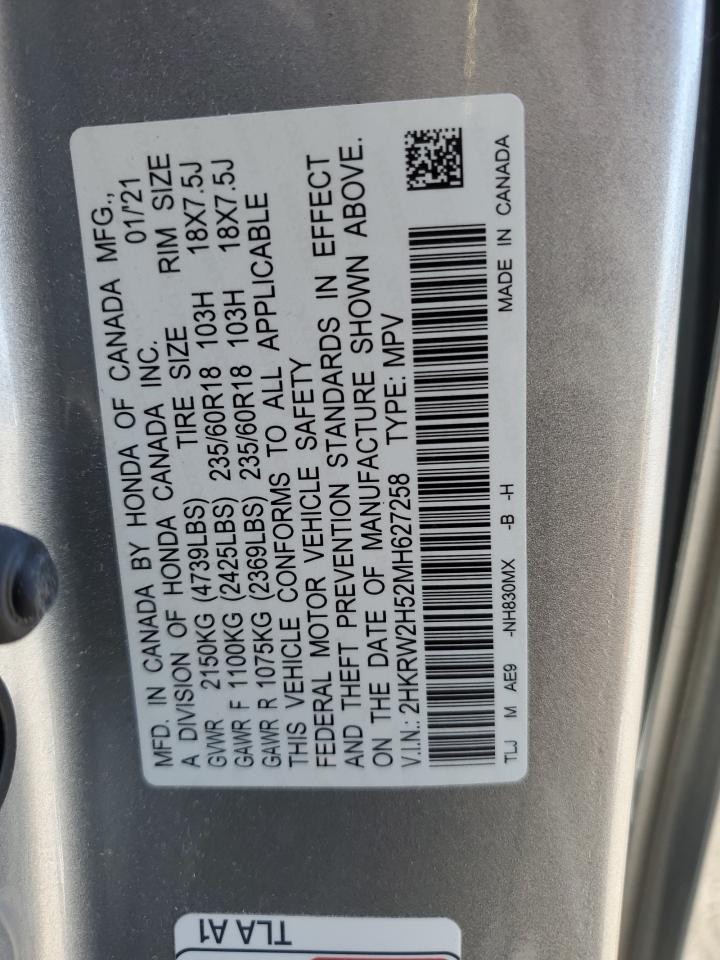 MFD. IN CANADA BY HONDA OF CANADA MFG.,
A DIVISION OF HONDA CANADA INC. 01/'21
GVWR 2150KG (4739LBS) TIRE SIZE RIM SIZE
GAWR F 1100KG (2425LBS) 235/60R18 103H 18X7.5J
GAWR R 1075KG (2369LBS) 235/60R18 103H 18X7.5J
THIS VEHICLE CONFORMS TO ALL APPLICABLE
FEDERAL MOTOR VEHICLE SAFETY
AND THEFT PREVENTION STANDARDS IN EFFECT
ON THE DATE OF MANUFACTURE SHOWN ABOVE.
V.I.N.: 2HKRW2H52MH627258 TYPE: MPV
TLJ M AE9 -NH830MX -B -H MADE IN CANADA
TLA A1